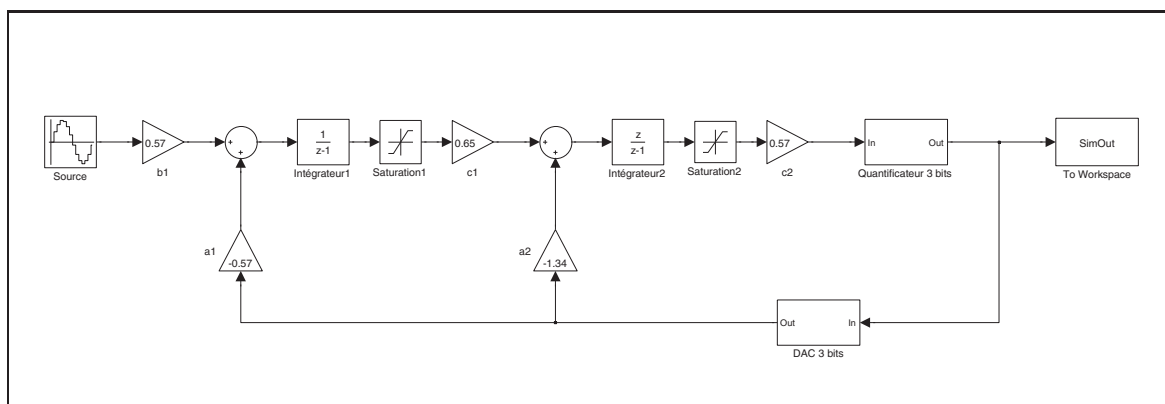 Source
0.57
b1
+
+
1
z-1
Intégrateur1
Saturation1
0.65
c1
+
+
z
z-1
Intégrateur2
Saturation2
0.57
c2
In
Out
Quantificateur 3 bits
SimOut
To Workspace
a1
-0.57
a2
-1.34
Out
In
DAC 3 bits